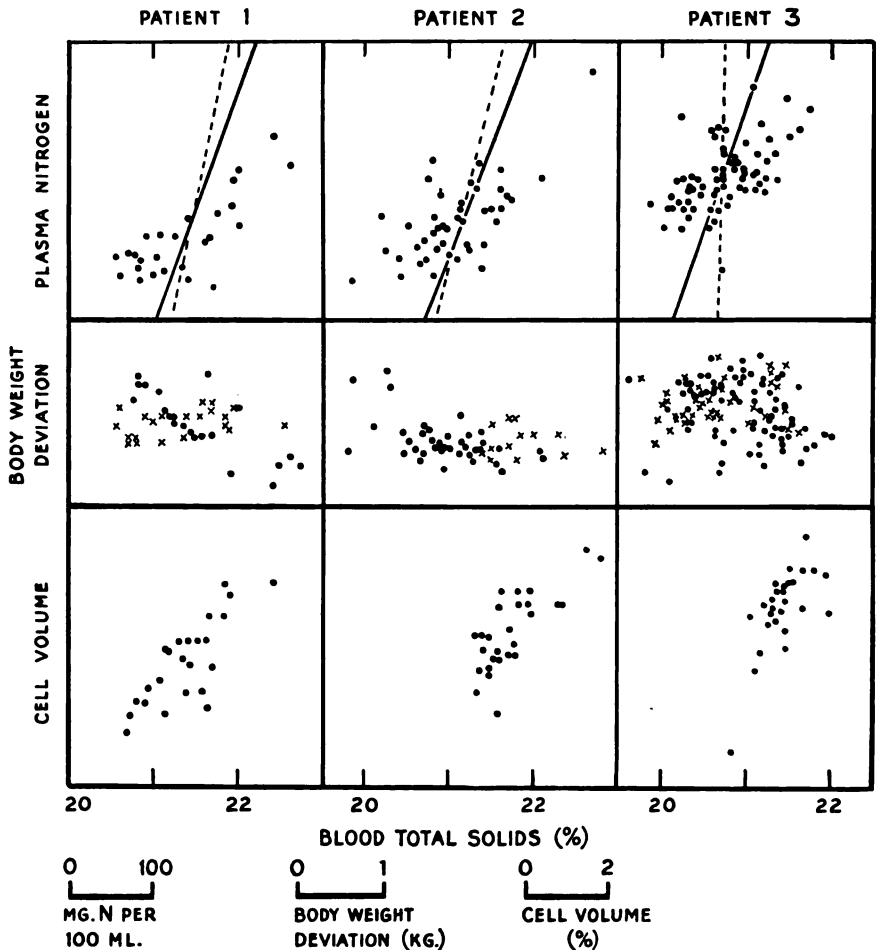 PATIENT 1 PATIENT 2 PATIENT 3
PLASMA NITROGEN
BODY WEIGHT
DEVIATION
CELL VOLUME
20 22 20 22 20 22
BLOOD TOTAL SOLIDS (%)
0 100 0 1 0 2
MG. N PER BODY WEIGHT CELL VOLUME
100 ML. DEVIATION (KG.) (%)